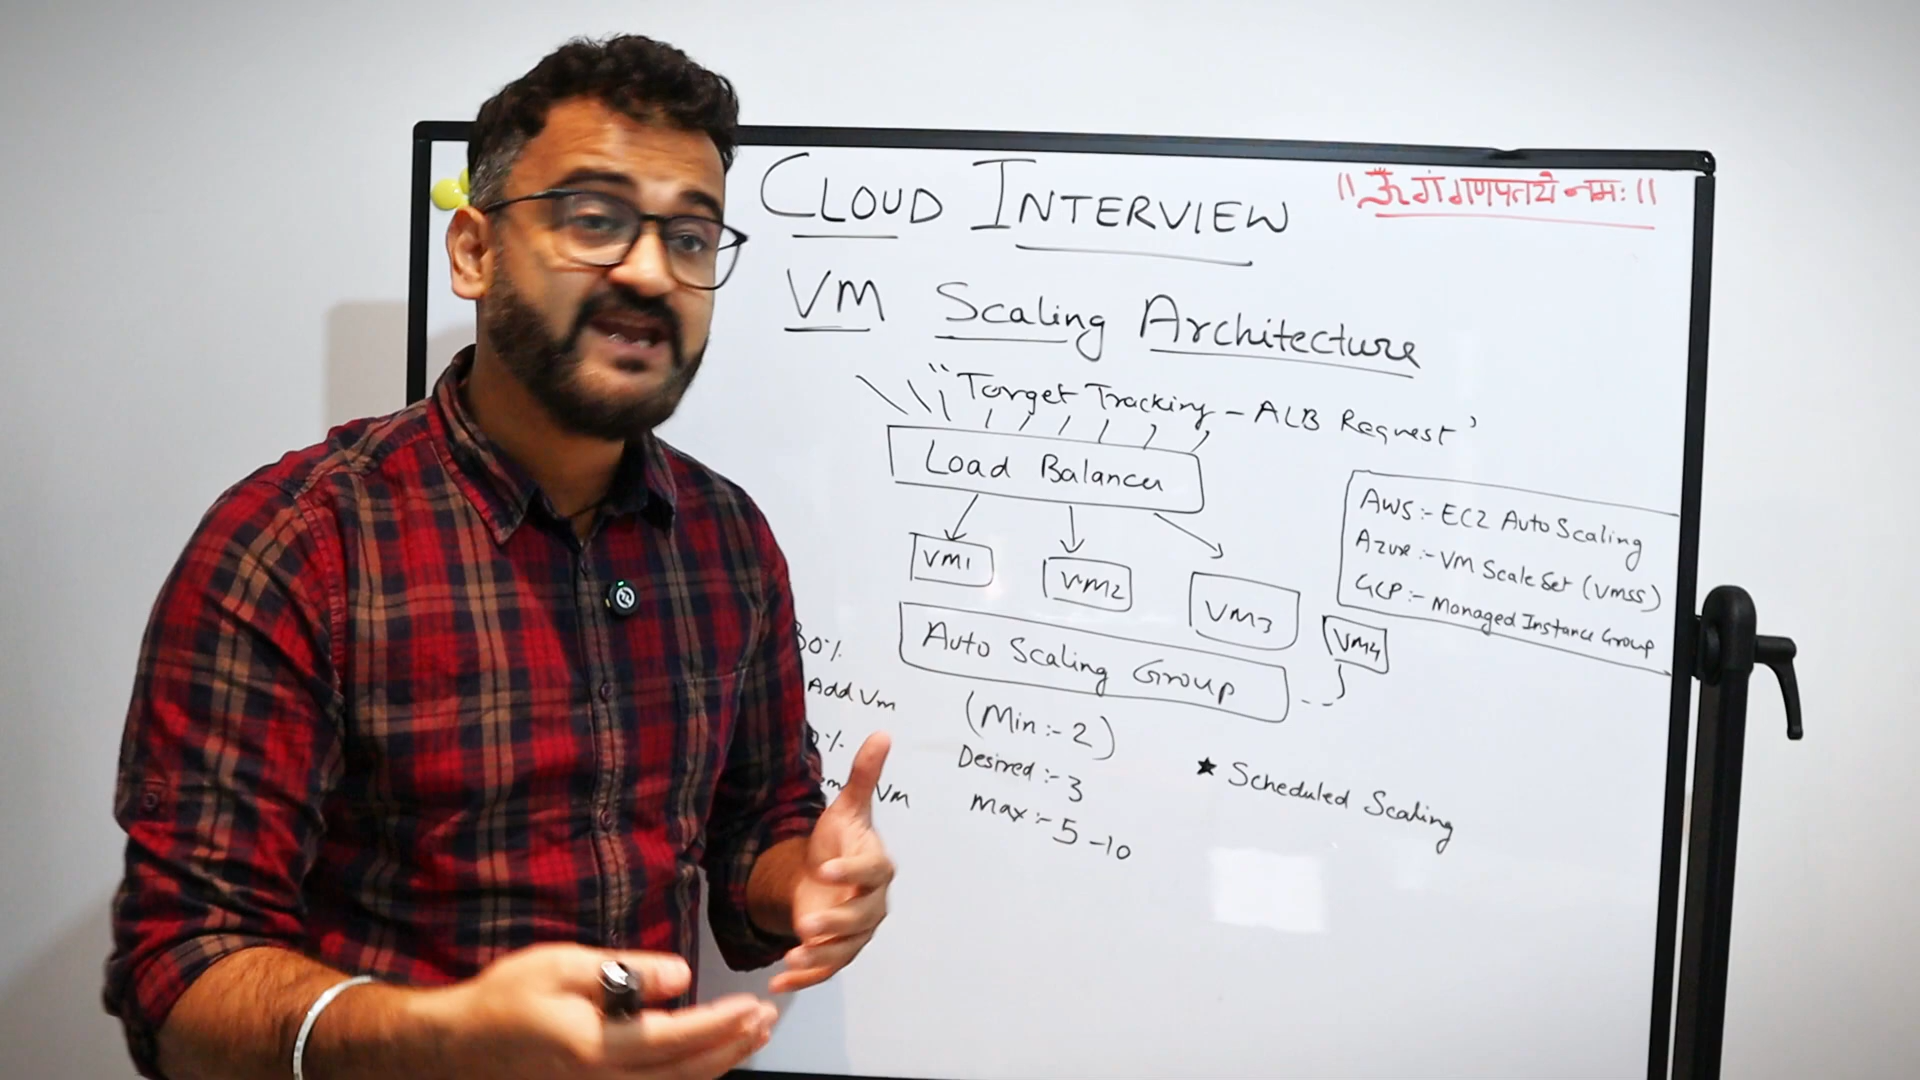 CLOUD INTERVIEW
॥ ॐ गं गणपतये नमः ॥
VM Scaling Architecture
"Target Tracking - ALB Request'
Load Balancer
VM1
VM2
VM3
VM4
Auto Scaling Group
AWS :- EC2 Auto Scaling
Azure :- VM Scale Set (VMSS)
GCP :- Managed Instance Group
Add Vm
Vm
(Min :- 2)
Desired :- 3
Max :- 5 -10
★ Scheduled Scaling